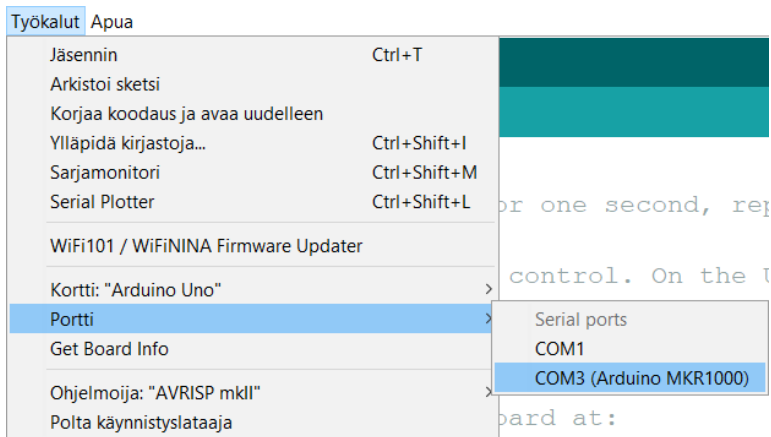 Työkalut Apua
Jäsennin Ctrl+T
Arkistoi sketsi
Korjaa koodaus ja avaa uudelleen
Ylläpidä kirjastoja... Ctrl+Shift+I
Sarjamonitori Ctrl+Shift+M
Serial Plotter Ctrl+Shift+L
or one second, rep
WiFi101 / WiFiNINA Firmware Updater
control. On the U
Kortti: "Arduino Uno"
Portti
Serial ports
Get Board Info
COM1
COM3 (Arduino MKR1000)
Ohjelmoija: "AVRISP mkII"
Polta käynnistyslataaja
oard at: